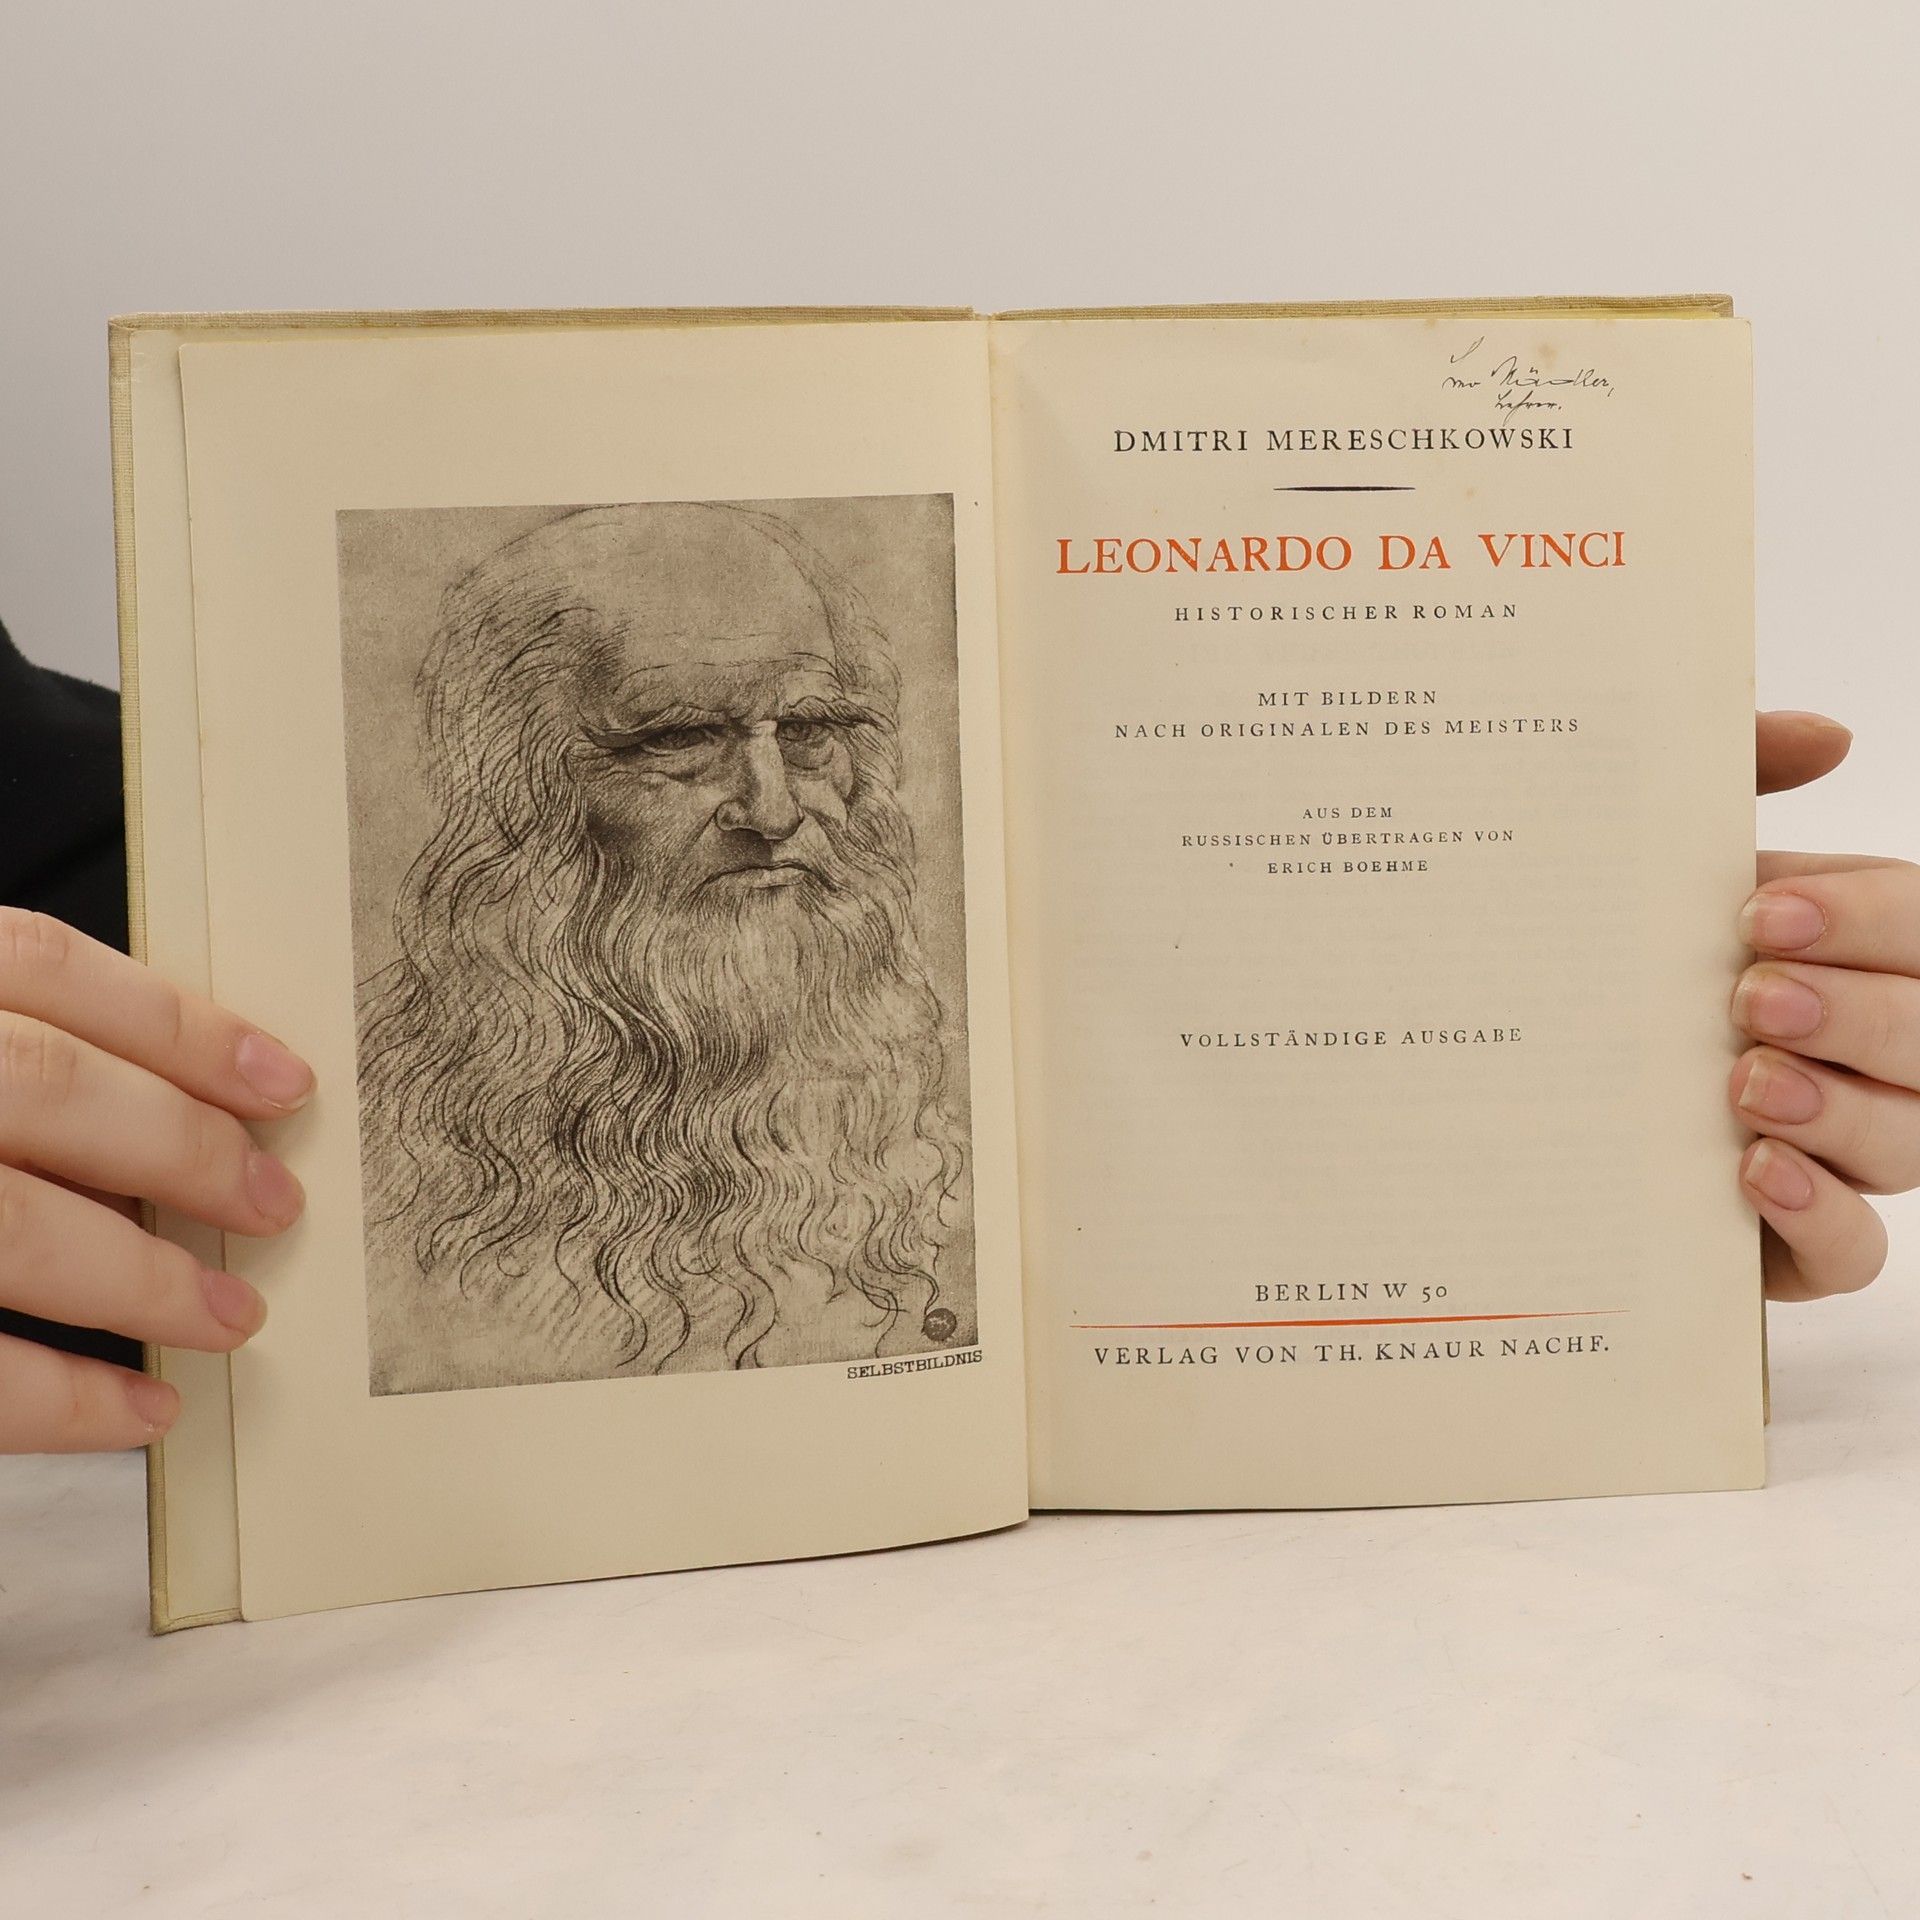 SELBSTBILDNIS
Lehrer.
DMITRI MERESCHKOWSKI
LEONARDO DA VINCI
HISTORISCHER ROMAN
MIT BILDERN
NACH ORIGINALEN DES MEISTERS
AUS DEM
RUSSISCHEN ÜBERTRAGEN VON
ERICH BOEHME
VOLLSTÄNDIGE AUSGABE
BERLIN W 50
VERLAG VON TH. KNAUR NACHF.